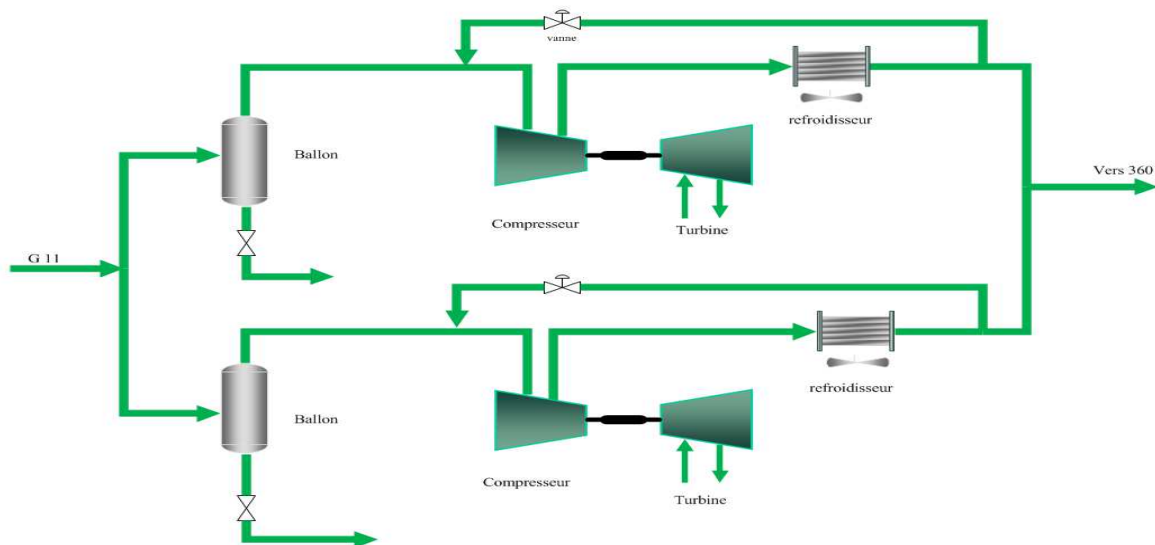 vanne
refroidisseur
Ballon
Vers 360
Compresseur
Turbine
G 11
refroidisseur
Ballon
Compresseur
Turbine